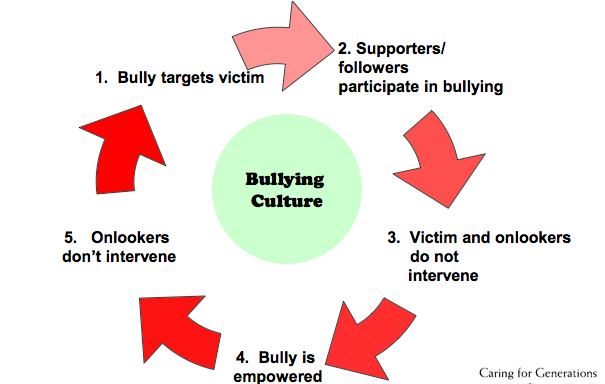 1. Bully targets victim
2. Supporters/
followers
participate in bullying
3. Victim and onlookers
do not
intervene
4. Bully is
empowered
5. Onlookers
don't intervene
Bullying
Culture
Caring for Generations